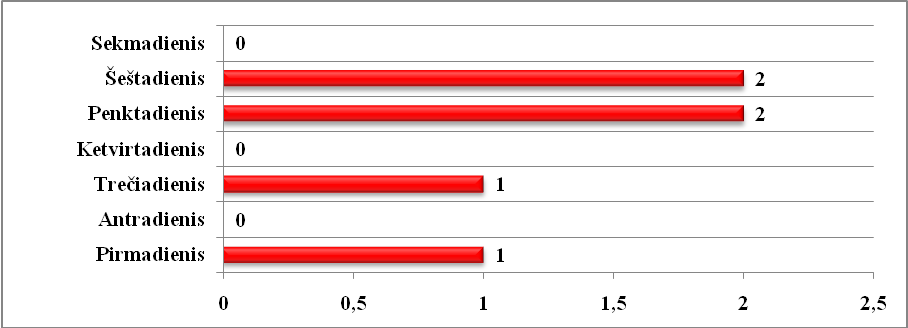 Sekmadienis 0
Šeštadienis 2
Penktadienis 2
Ketvirtadienis 0
Trečiadienis 1
Antradienis 0
Pirmadienis 1
0 0,5 1 1,5 2 2,5